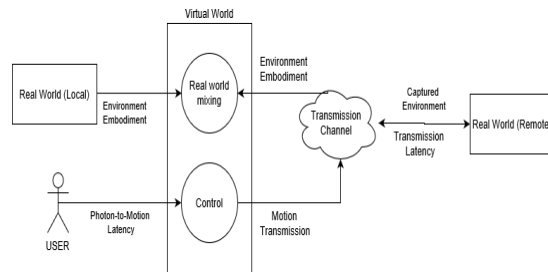 Virtual World
Real World (Local)
Environment
Embodiment
Real world
mixing
Environment
Embodiment
Transmission
Channel
Captured
Environment
Transmission
Latency
Real World (Remote
USER
Photon-to-Motion
Latency
Control
Motion
Transmission